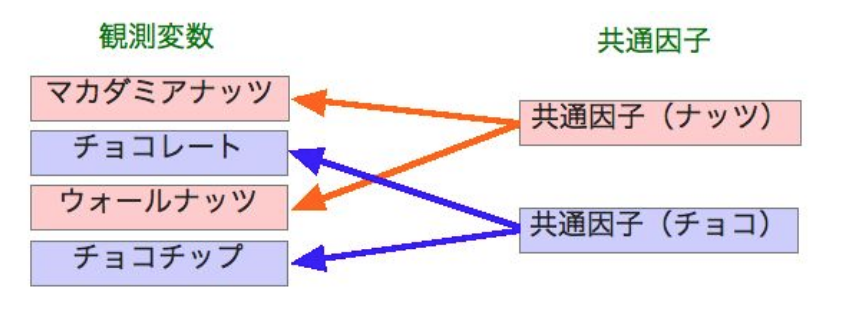 観測変数
共通因子
マカダミアナッツ
チョコレート
ウォールナッツ
チョコチップ
共通因子（ナッツ）
共通因子（チョコ）